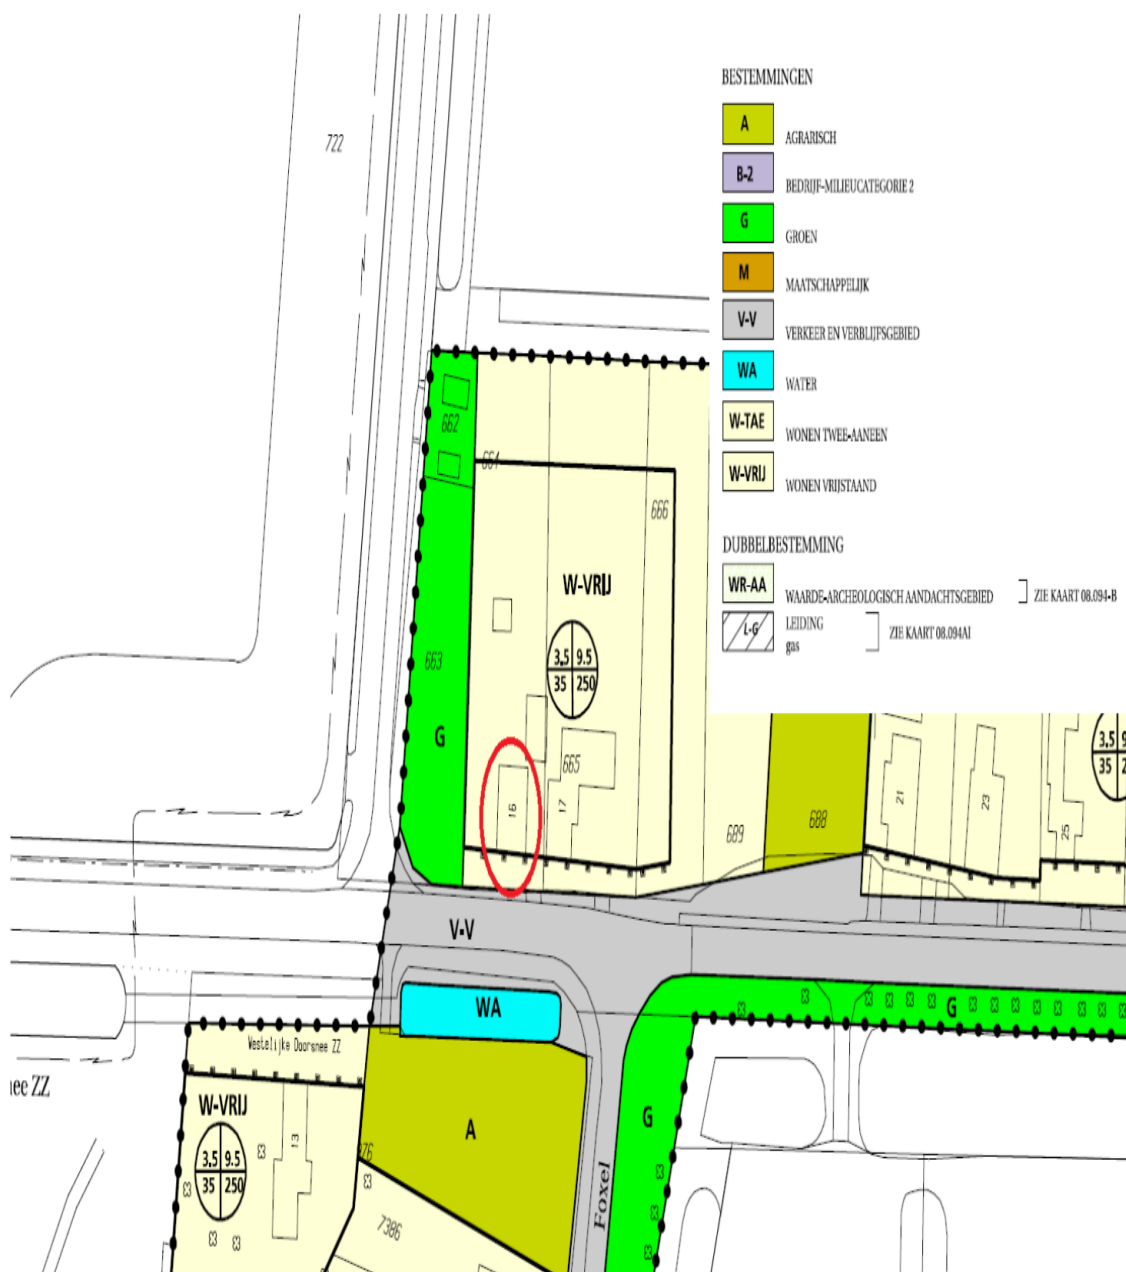 722
BESTEMMINGEN
A AGRARISCH
B-2 BEDRIJF-MILIEUCATEGORIE 2
G GROEN
M MAATSCHAPPELIJK
V-V VERKEER EN VERBLIJFSGEBIED
WA WATER
W-TAE WONEN TWEE-AANEEN
W-VRIJ WONEN VRIJSTAAND
DUBBELBESTEMMING
WR-AA WAARDE-ARCHEOLOGISCH AANDACHTSGEBIED ZIE KAART 08.094-B
L-G LEIDING gas ZIE KAART 08.094AI
662
664
666
W-VRIJ
3.5 9.5
35 250
663
G
665
16
17
689
688
21
23
25
3.5 9
35 2
V-V
WA
G
Westelijke Doorsnee ZZ
nee ZZ
W-VRIJ
3.5 9.5
35 250
13
A
G
7386
Foxel